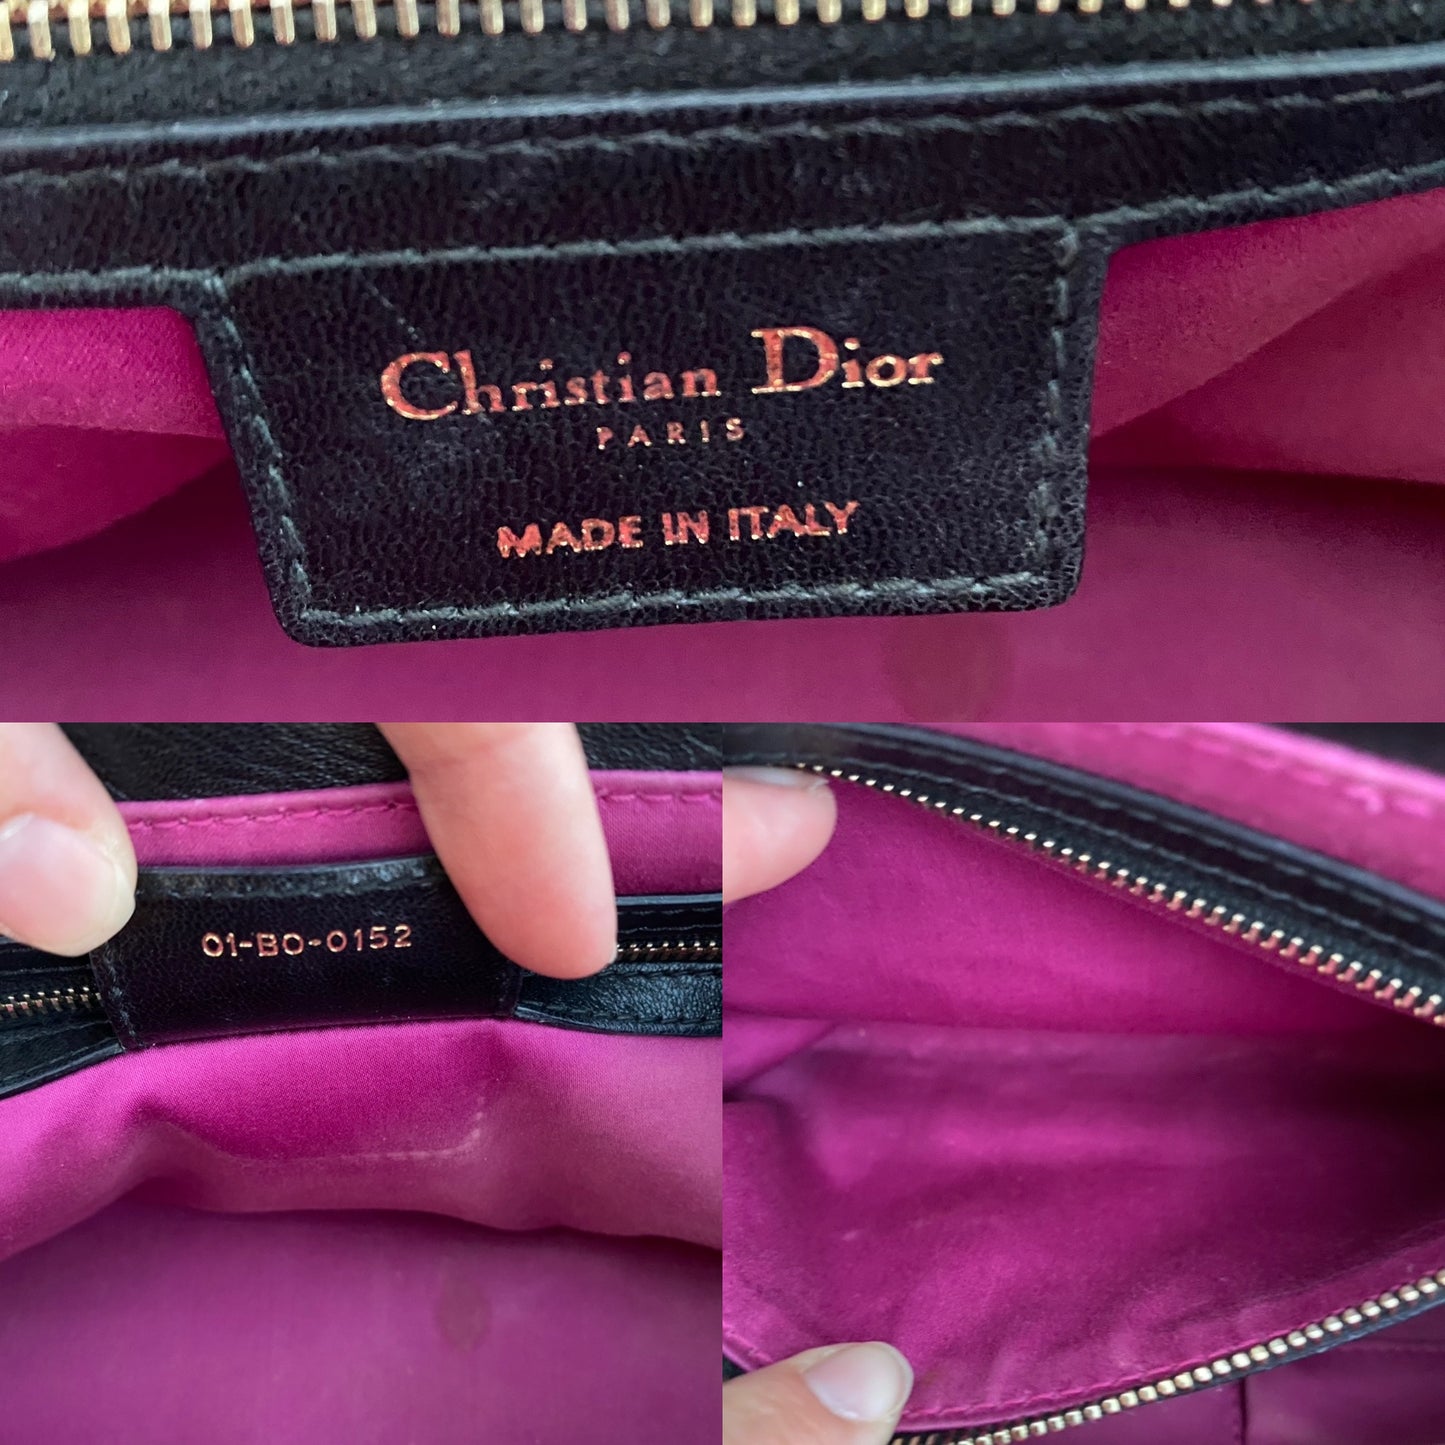 Christian Dior
PARIS
MADE IN ITALY
01-BO-0152